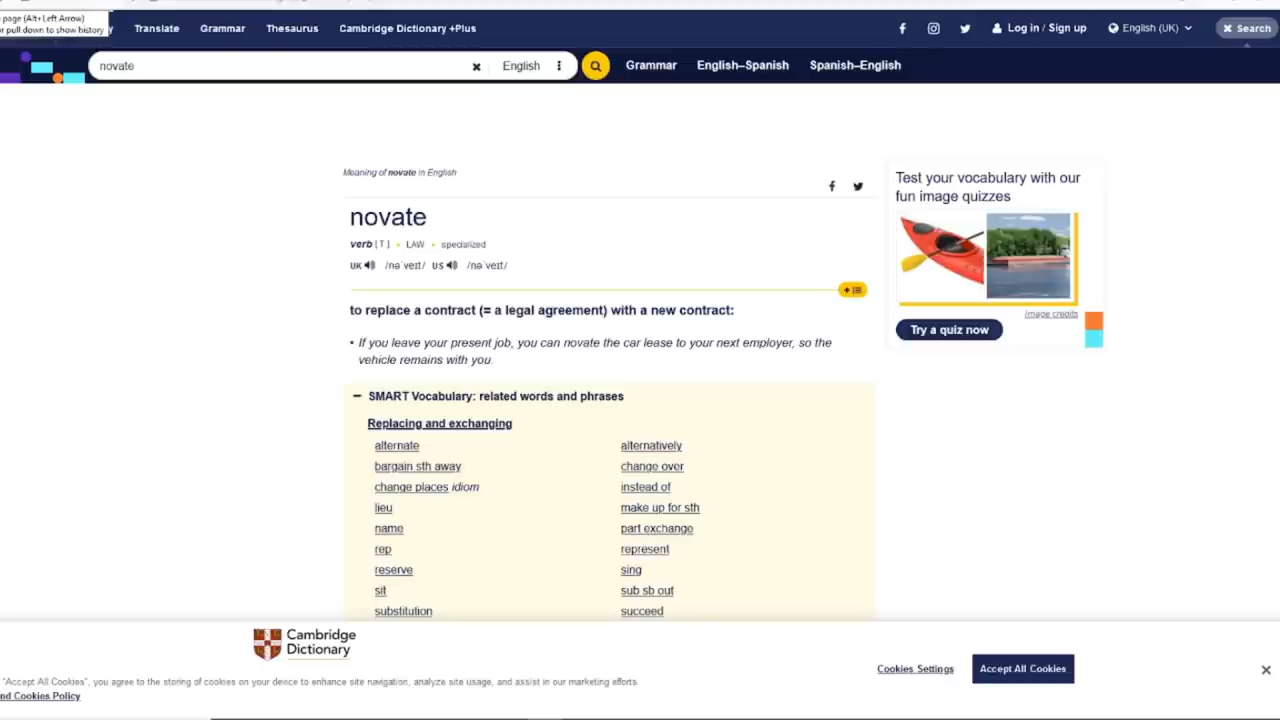 page (Alt+Left Arrow)
r pull down to show history
Translate
Grammar
Thesaurus
Cambridge Dictionary +Plus
Log in / Sign up
English (UK)
Search
novate
English
Grammar
English–Spanish
Spanish–English
Meaning of novate in English
novate
verb [ T ] • LAW • specialized
UK /nəˈveɪt/ US /nəˈveɪt/
to replace a contract (= a legal agreement) with a new contract:
• If you leave your present job, you can novate the car lease to your next employer, so the
vehicle remains with you.
Test your vocabulary with our
fun image quizzes
Image credits
Try a quiz now
SMART Vocabulary: related words and phrases
Replacing and exchanging
alternate
alternatively
bargain sth away
change over
change places idiom
instead of
lieu
make up for sth
name
part exchange
rep
represent
reserve
sing
sit
sub sb out
substitution
succeed
Cambridge
Dictionary
"Accept All Cookies", you agree to the storing of cookies on your device to enhance site navigation, analyze site usage, and assist in our marketing efforts.
nd Cookies Policy
Cookies Settings
Accept All Cookies